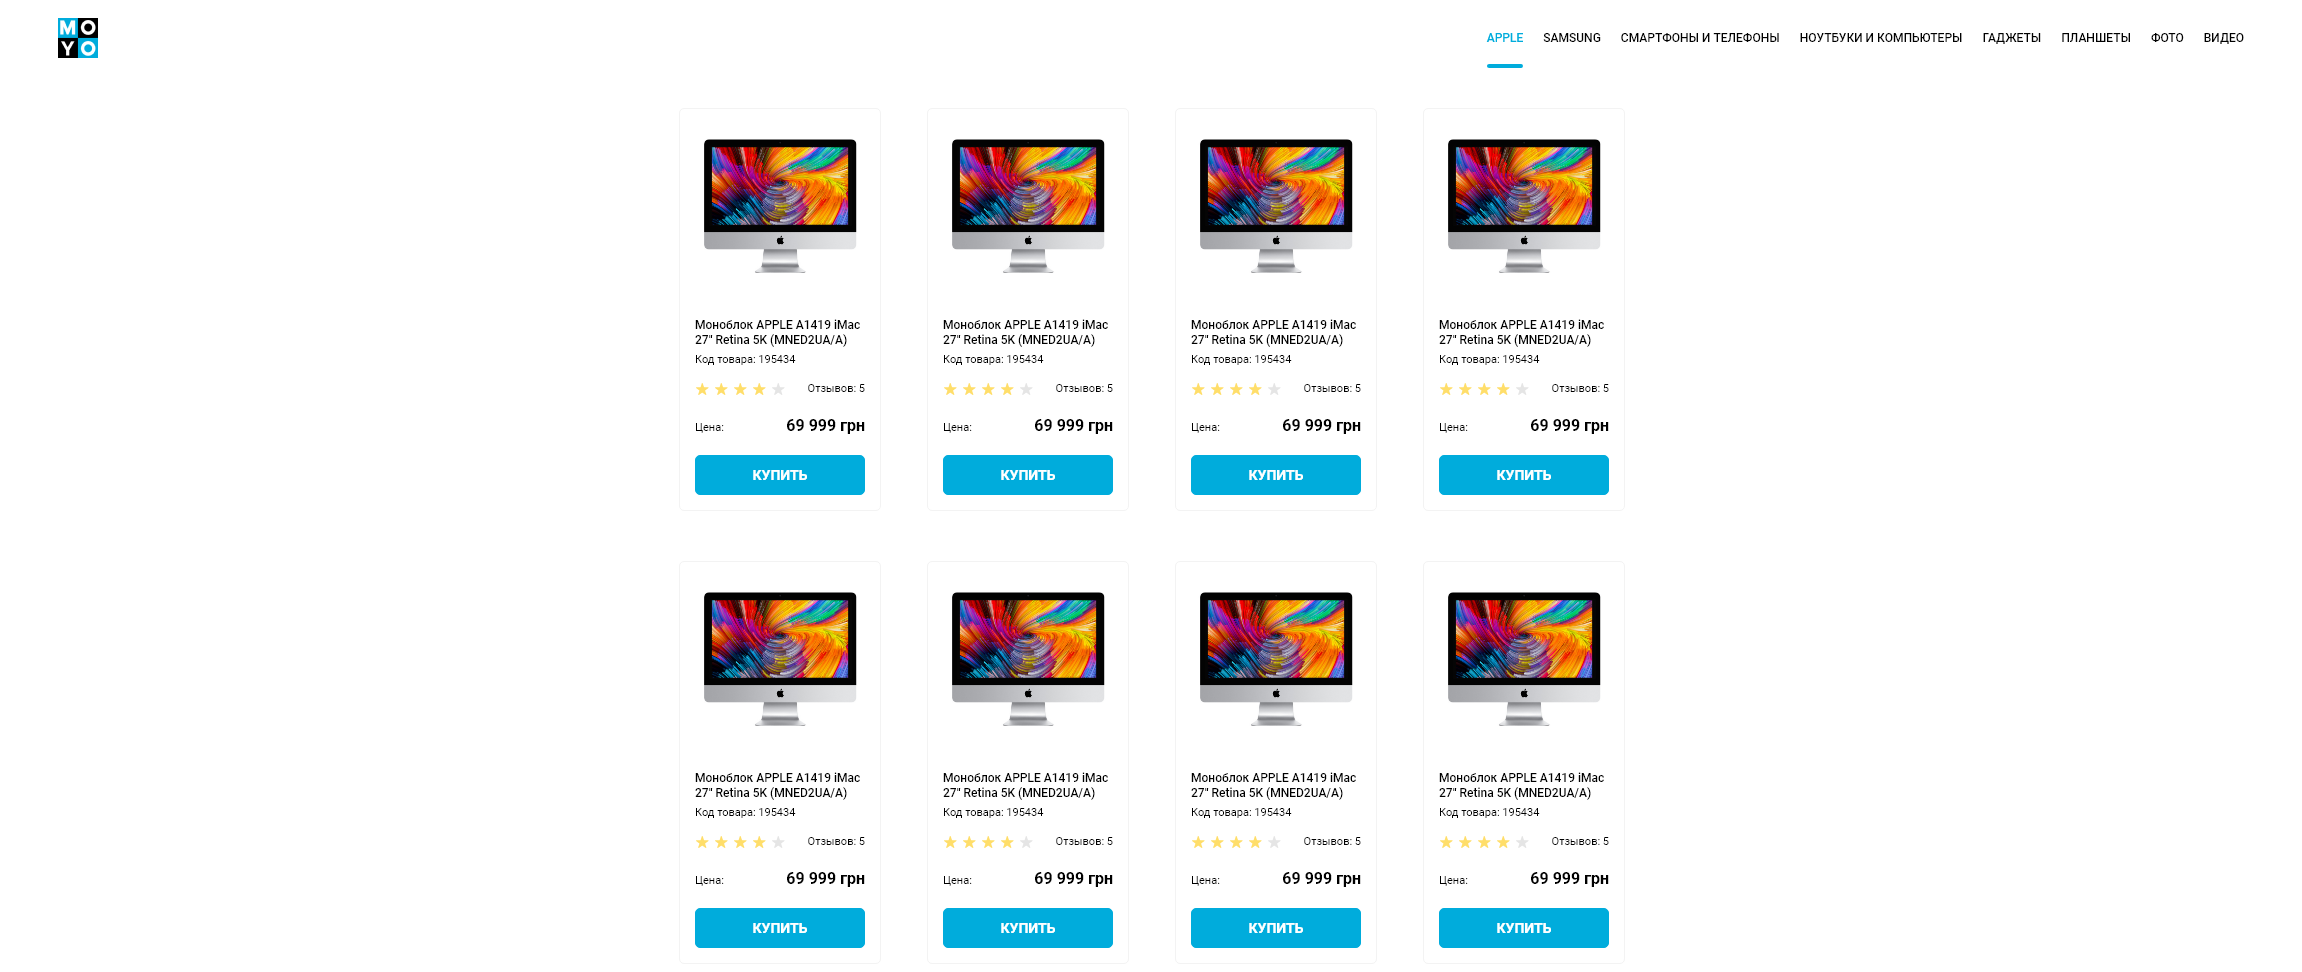 MO
YO
APPLE SAMSUNG СМАРТФОНЫ И ТЕЛЕФОНЫ НОУТБУКИ И КОМПЬЮТЕРЫ ГАДЖЕТЫ ПЛАНШЕТЫ ФОТО ВИДЕО
Моноблок APPLE A1419 iMac
27" Retina 5K (MNED2UA/A)
Код товара: 195434
Отзывов: 5
Цена: 69 999 грн
КУПИТЬ
Моноблок APPLE A1419 iMac
27" Retina 5K (MNED2UA/A)
Код товара: 195434
Отзывов: 5
Цена: 69 999 грн
КУПИТЬ
Моноблок APPLE A1419 iMac
27" Retina 5K (MNED2UA/A)
Код товара: 195434
Отзывов: 5
Цена: 69 999 грн
КУПИТЬ
Моноблок APPLE A1419 iMac
27" Retina 5K (MNED2UA/A)
Код товара: 195434
Отзывов: 5
Цена: 69 999 грн
КУПИТЬ
Моноблок APPLE A1419 iMac
27" Retina 5K (MNED2UA/A)
Код товара: 195434
Отзывов: 5
Цена: 69 999 грн
КУПИТЬ
Моноблок APPLE A1419 iMac
27" Retina 5K (MNED2UA/A)
Код товара: 195434
Отзывов: 5
Цена: 69 999 грн
КУПИТЬ
Моноблок APPLE A1419 iMac
27" Retina 5K (MNED2UA/A)
Код товара: 195434
Отзывов: 5
Цена: 69 999 грн
КУПИТЬ
Моноблок APPLE A1419 iMac
27" Retina 5K (MNED2UA/A)
Код товара: 195434
Отзывов: 5
Цена: 69 999 грн
КУПИТЬ